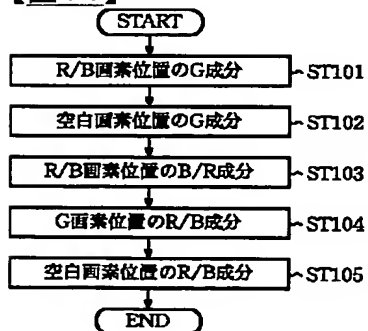 START
R/B画素位置のG成分
ST101
空白画素位置のG成分
ST102
R/B画素位置のB/R成分
ST103
G画素位置のR/B成分
ST104
空白画素位置のR/B成分
ST105
END